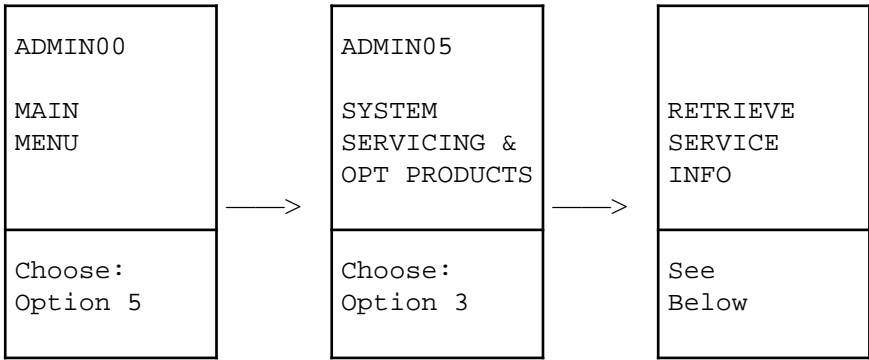 ADMIN00
MAIN
MENU
Choose:
Option 5
——>
ADMIN05
SYSTEM
SERVICING &
OPT PRODUCTS
Choose:
Option 3
——>
RETRIEVE
SERVICE
INFO
See
Below